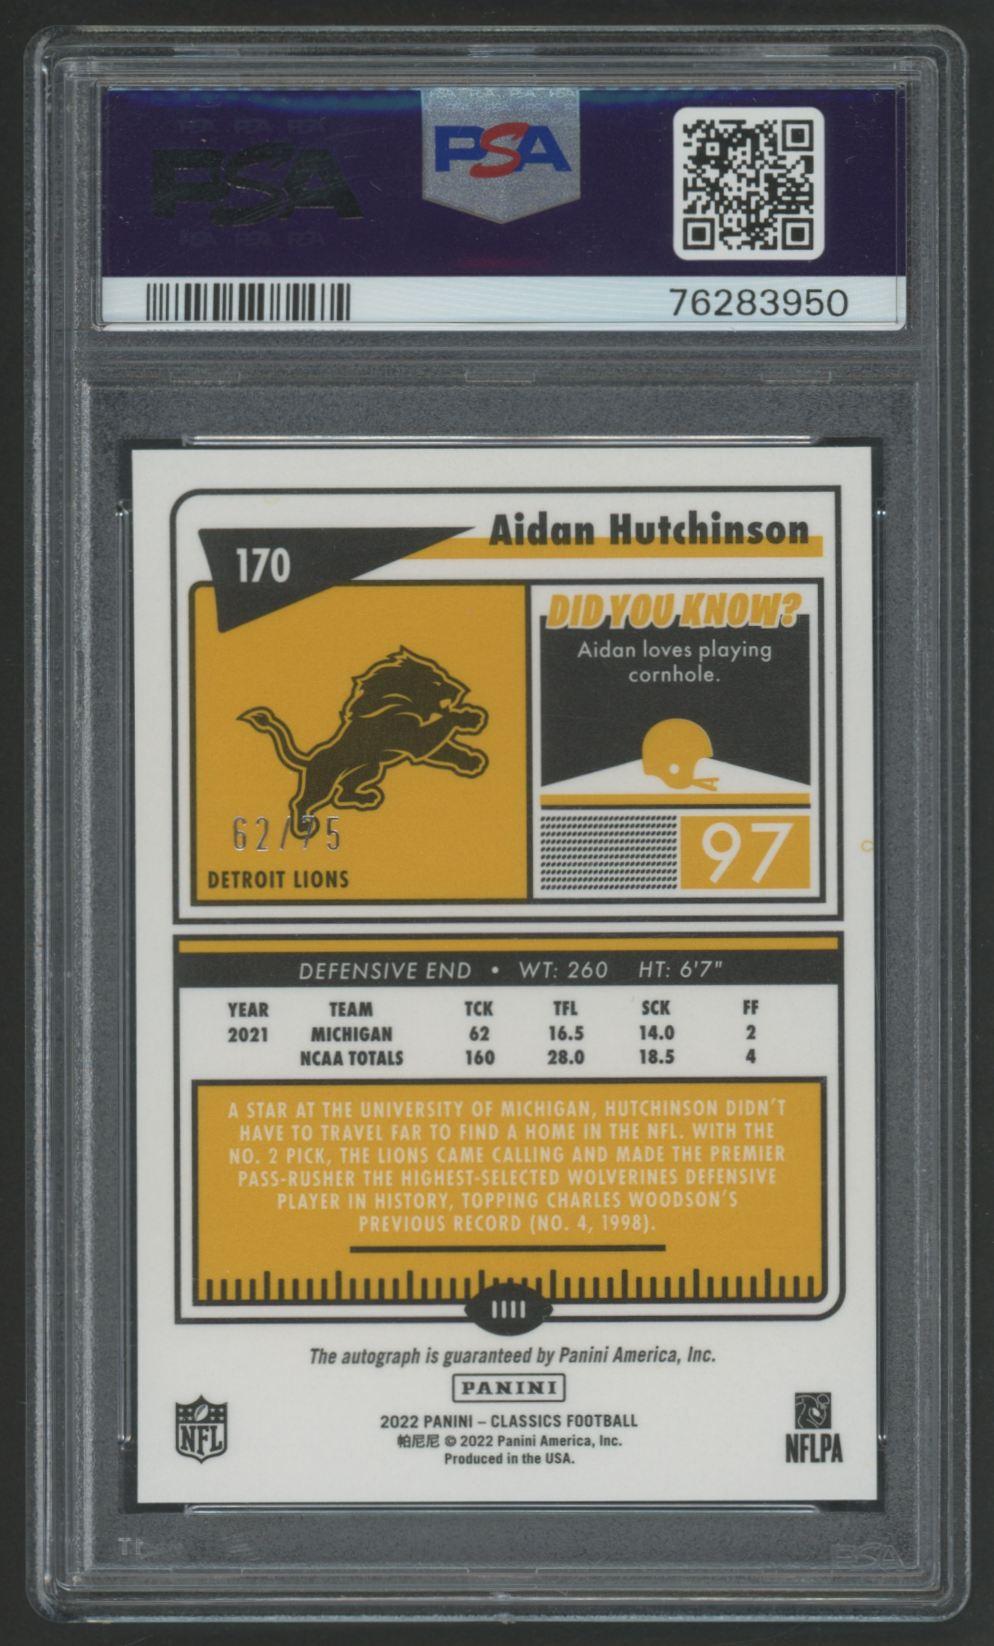 PSA
PSA
76283950
170
Aidan Hutchinson
DID YOU KNOW?
Aidan loves playing
cornhole.
62/75
DETROIT LIONS
97
DEFENSIVE END • WT: 260 HT: 6'7"
YEAR TEAM TCK TFL SCK FF
2021 MICHIGAN 62 16.5 14.0 2
NCAA TOTALS 160 28.0 18.5 4
A STAR AT THE UNIVERSITY OF MICHIGAN, HUTCHINSON DIDN'T
HAVE TO TRAVEL FAR TO FIND A HOME IN THE NFL. WITH THE
NO. 2 PICK, THE LIONS CAME CALLING AND MADE THE PREMIER
PASS-RUSHER THE HIGHEST-SELECTED WOLVERINES DEFENSIVE
PLAYER IN HISTORY, TOPPING CHARLES WOODSON'S
PREVIOUS RECORD (NO. 4, 1998).
The autograph is guaranteed by Panini America, Inc.
PANINI
NFL
2022 PANINI – CLASSICS FOOTBALL
帕尼尼 © 2022 Panini America, Inc.
Produced in the USA.
NFLPA
PSA